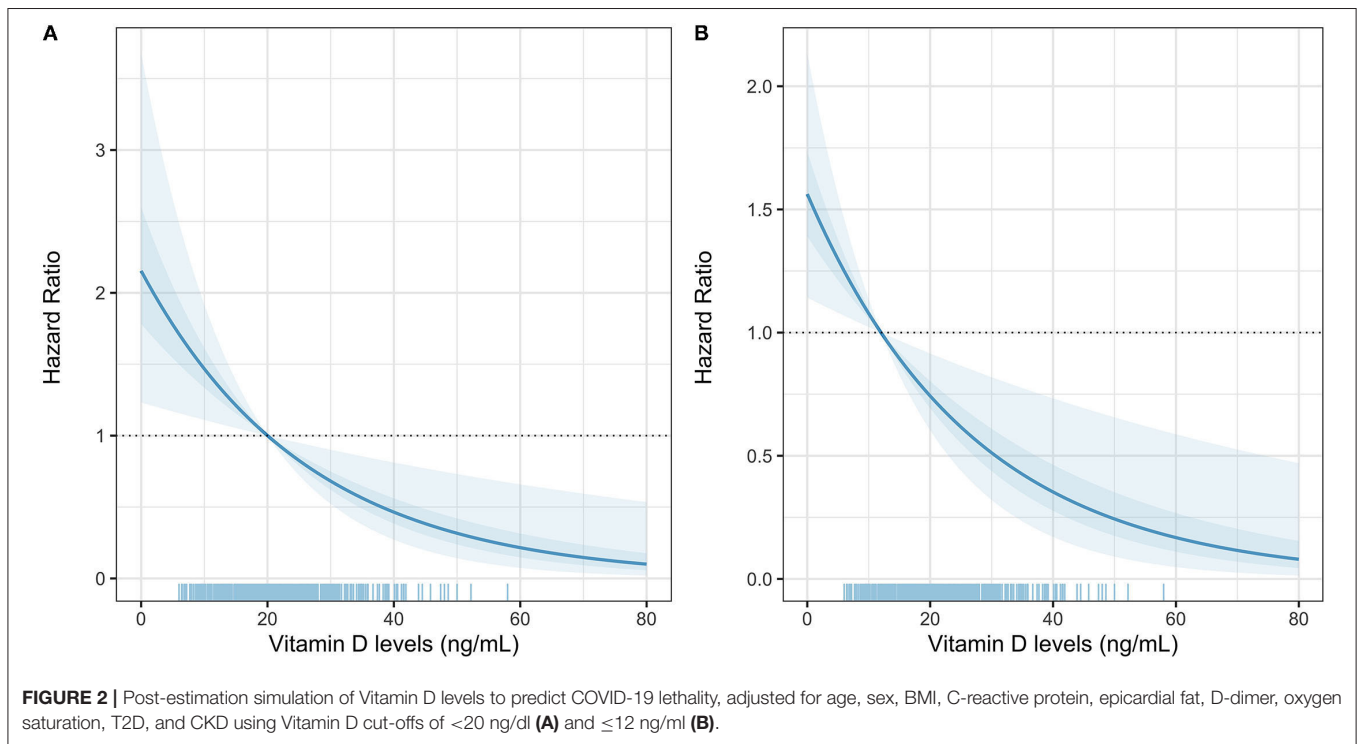 A
B
3
2
1
0
Hazard Ratio
0
20
40
60
80
Vitamin D levels (ng/mL)
2.0
1.5
1.0
0.5
0.0
Hazard Ratio
0
20
40
60
80
Vitamin D levels (ng/mL)
FIGURE 2 | Post-estimation simulation of Vitamin D levels to predict COVID-19 lethality, adjusted for age, sex, BMI, C-reactive protein, epicardial fat, D-dimer, oxygen
saturation, T2D, and CKD using Vitamin D cut-offs of <20 ng/dl (A) and ≤12 ng/ml (B).